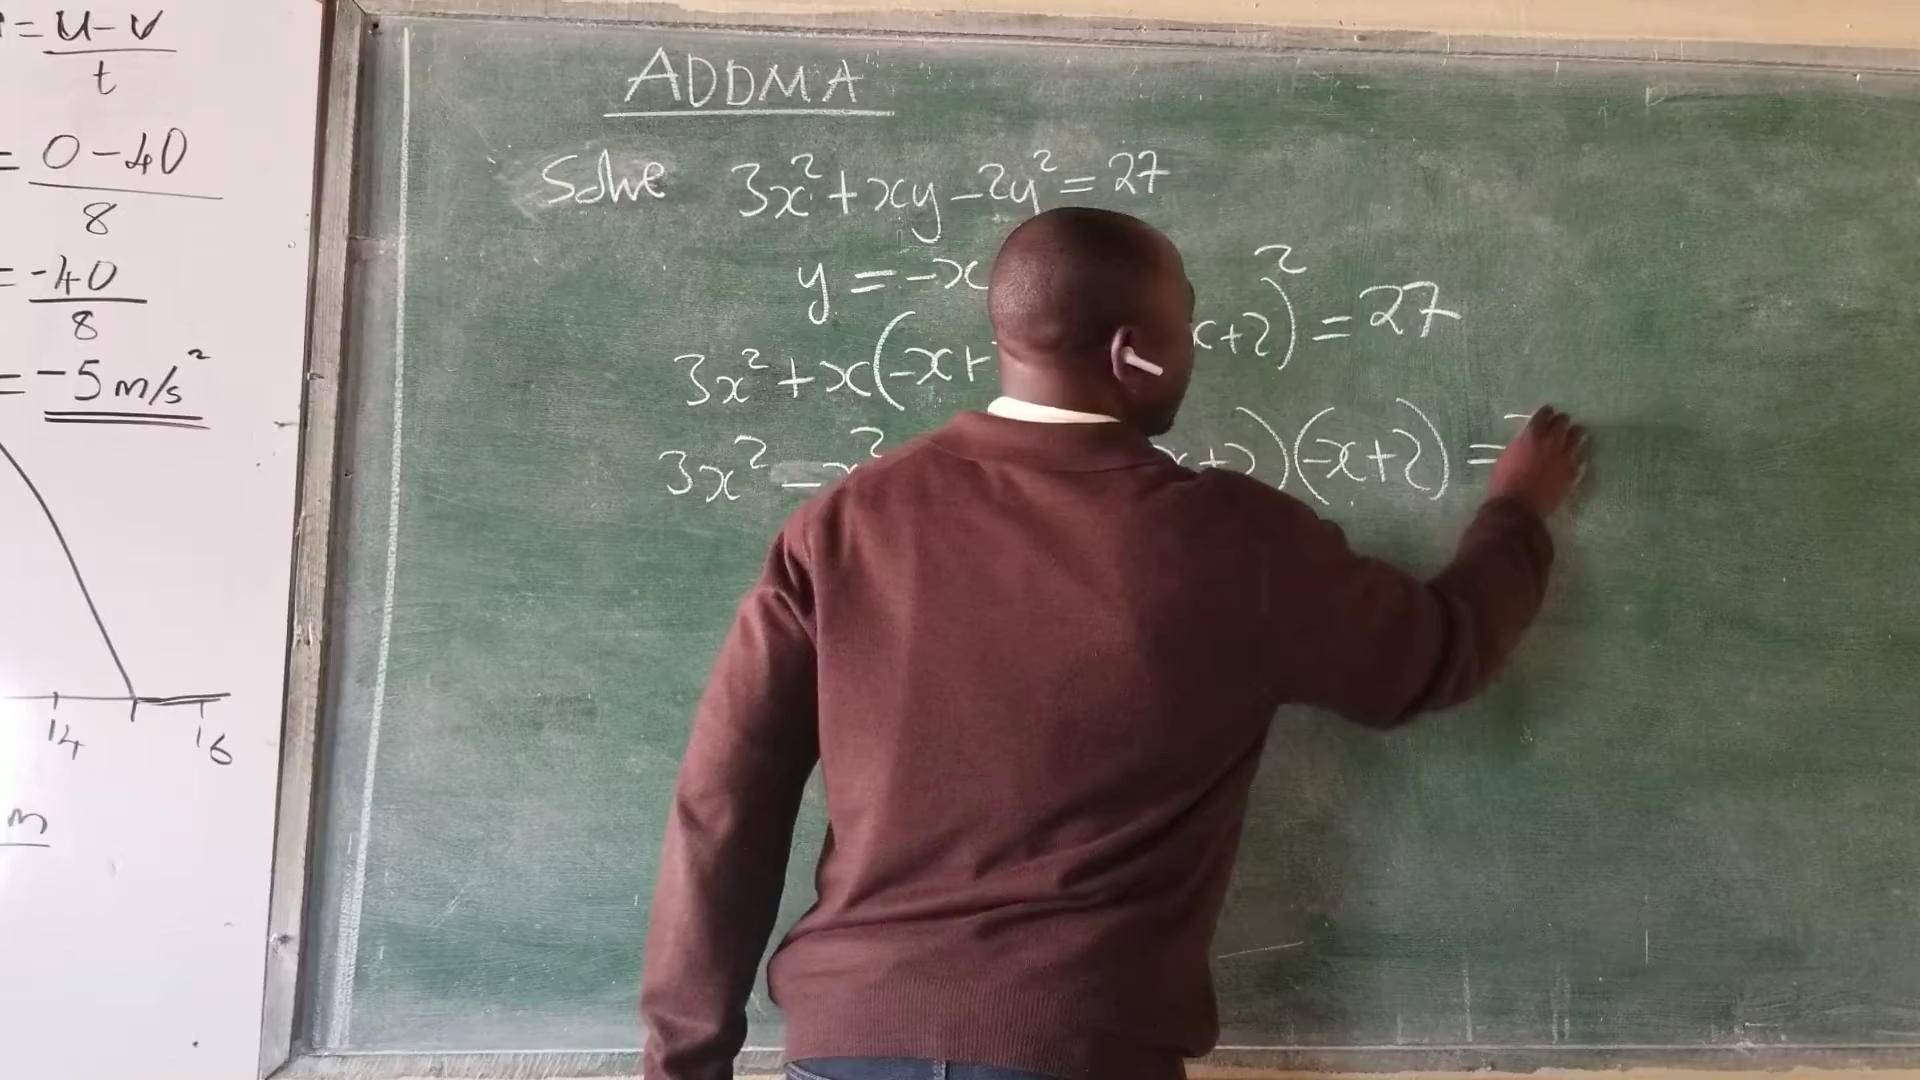 = u-v
t
= 0-40
8
= -40
8
= -5m/s²
14 16
m
ADDMA
Solve 3x²+xy-2y²=27
y=-x
3x²+x(-x+ x+2)²=27
3x²-x² x+2)(-x+2)=